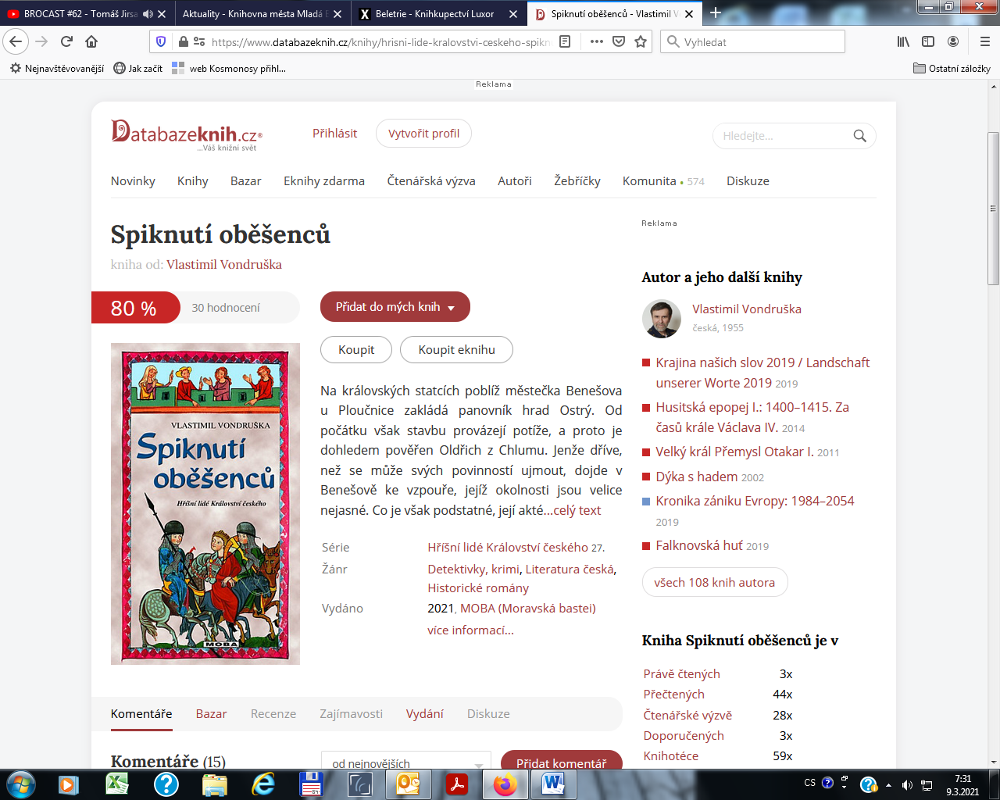 BROCAST #62 - Tomáš Jirsa
Aktuality - Knihovna města Mladá B
Beletrie - Knihkupectví Luxor
Spiknutí oběšenců - Vlastimil V
https://www.databazeknih.cz/knihy/hrisni-lide-kralovstvi-ceskeho-spikn
Vyhledat
Nejnavštěvovanější
Jak začít
web Kosmonosy přihl...
Ostatní záložky
Reklama
Databazeknih.cz®
...Váš knižní svět
Přihlásit
Vytvořit profil
Hledejte...
Novinky Knihy Bazar Eknihy zdarma Čtenářská výzva Autoři Žebříčky Komunita • 574 Diskuze
Spiknutí oběšenců
kniha od: Vlastimil Vondruška
80 %
30 hodnocení
Přidat do mých knih
Koupit
Koupit eknihu
VLASTIMIL VONDRUŠKA
Spiknutí
oběšenců
Hříšní lidé Království českého
MOBA
Na královských statcích poblíž městečka Benešova
u Ploučnice zakládá panovník hrad Ostrý. Od
počátku však stavbu provázejí potíže, a proto je
dohledem pověřen Oldřich z Chlumu. Jenže dříve,
než se může svých povinností ujmout, dojde v
Benešově ke vzpouře, jejíž okolnosti jsou velice
nejasné. Co je však podstatné, její akté...celý text
Série Hříšní lidé Království českého 27.
Žánr Detektivky, krimi, Literatura česká,
Historické romány
Vydáno 2021, MOBA (Moravská bastei)
více informací...
Reklama
Autor a jeho další knihy
Vlastimil Vondruška
česká, 1955
Krajina našich slov 2019 / Landschaft
unserer Worte 2019 2019
Husitská epopej I.: 1400–1415. Za
časů krále Václava IV. 2014
Velký král Přemysl Otakar I. 2011
Dýka s hadem 2002
Kronika zániku Evropy: 1984–2054
2019
Falknovská huť 2019
všech 108 knih autora
Kniha Spiknutí oběšenců je v
Právě čtených 3x
Přečtených 44x
Čtenářské výzvě 28x
Doporučených 3x
Knihotéce 59x
Komentáře Bazar Recenze Zajímavosti Vydání Diskuze
Komentáře (15)
od nejnovějších
Přidat komentář
CS
7:31
9.3.2021